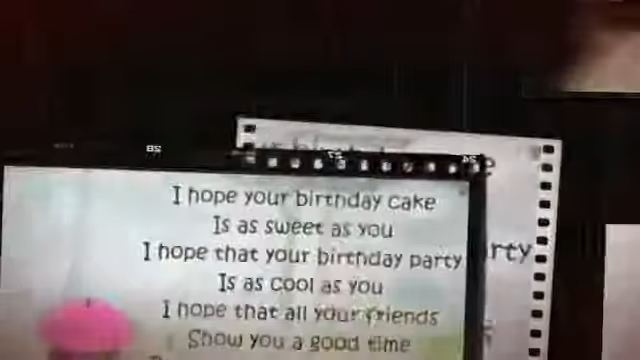 I hope your birthday cake
Is as sweet as you
I hope that your birthday party
rty
Is as cool as you
I hope that all your friends
Show you a good time